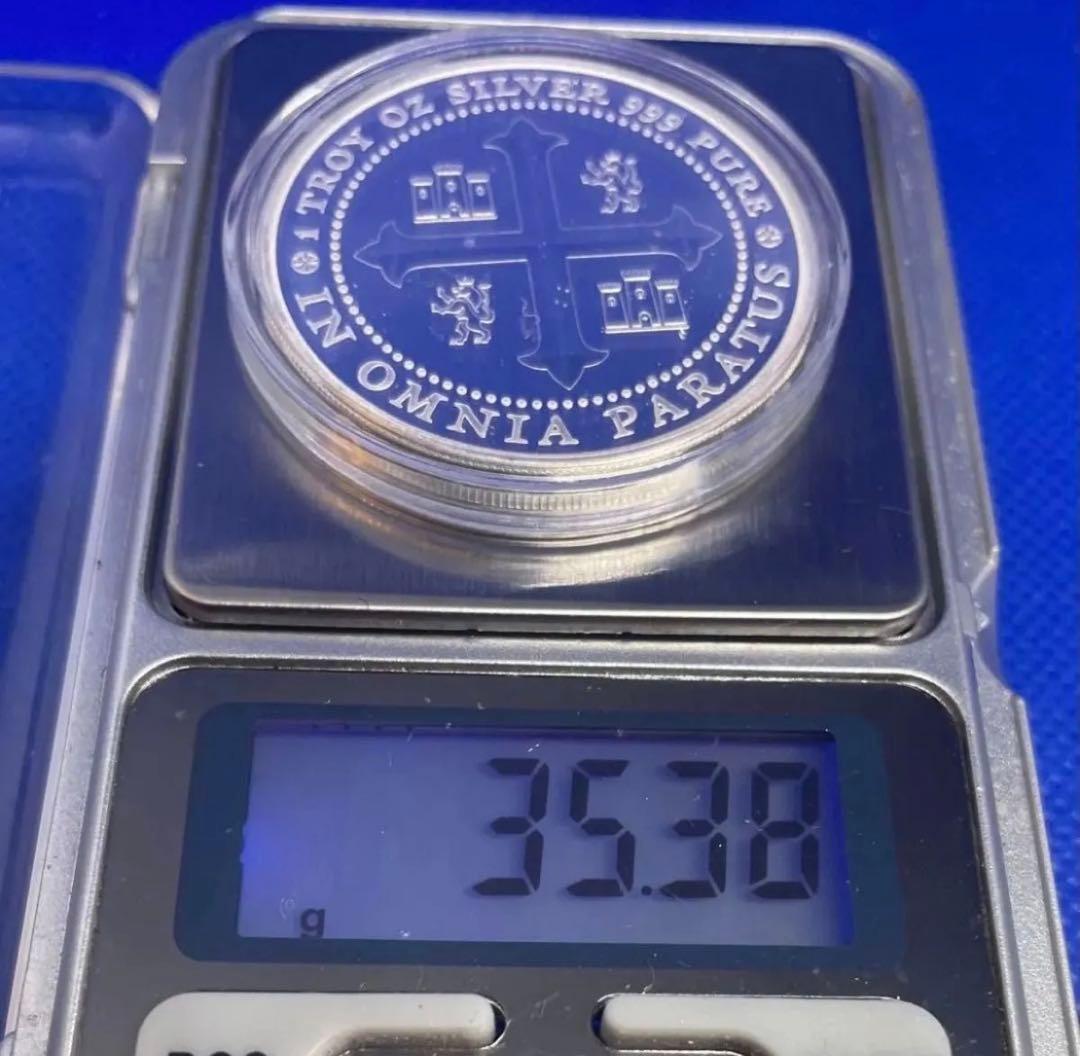 1 TROY OZ SILVER 999 PURE
IN OMNIA PARATUS
35.38
g